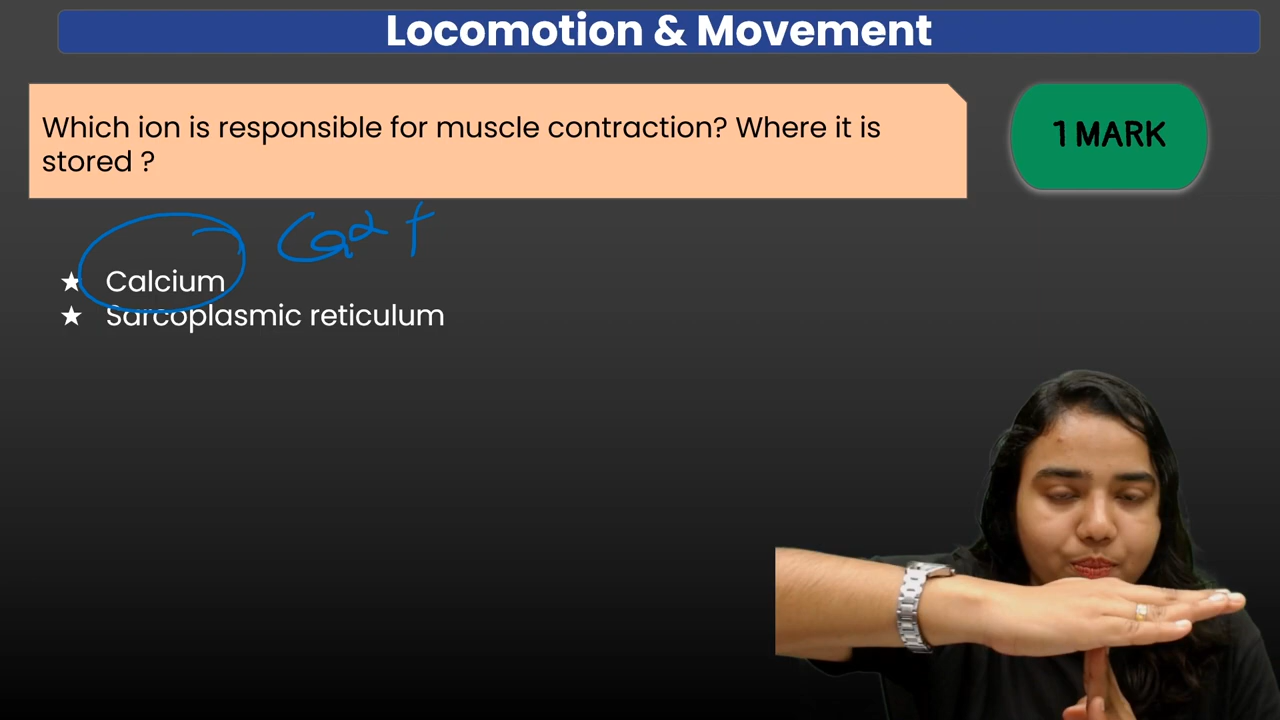 Locomotion & Movement
Which ion is responsible for muscle contraction? Where it is
stored ?
1 MARK
Ca2+
★ Calcium
★ Sarcoplasmic reticulum